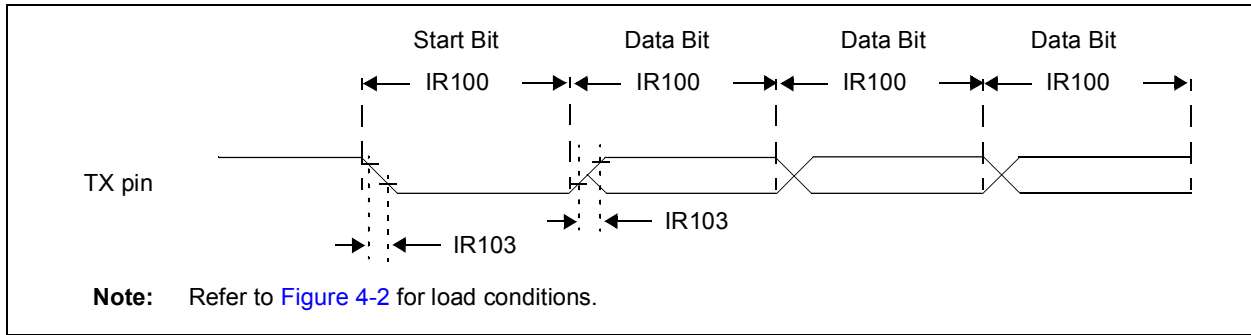 Start Bit Data Bit Data Bit Data Bit
IR100 IR100 IR100 IR100
TX pin
IR103 IR103
Note: Refer to Figure 4-2 for load conditions.